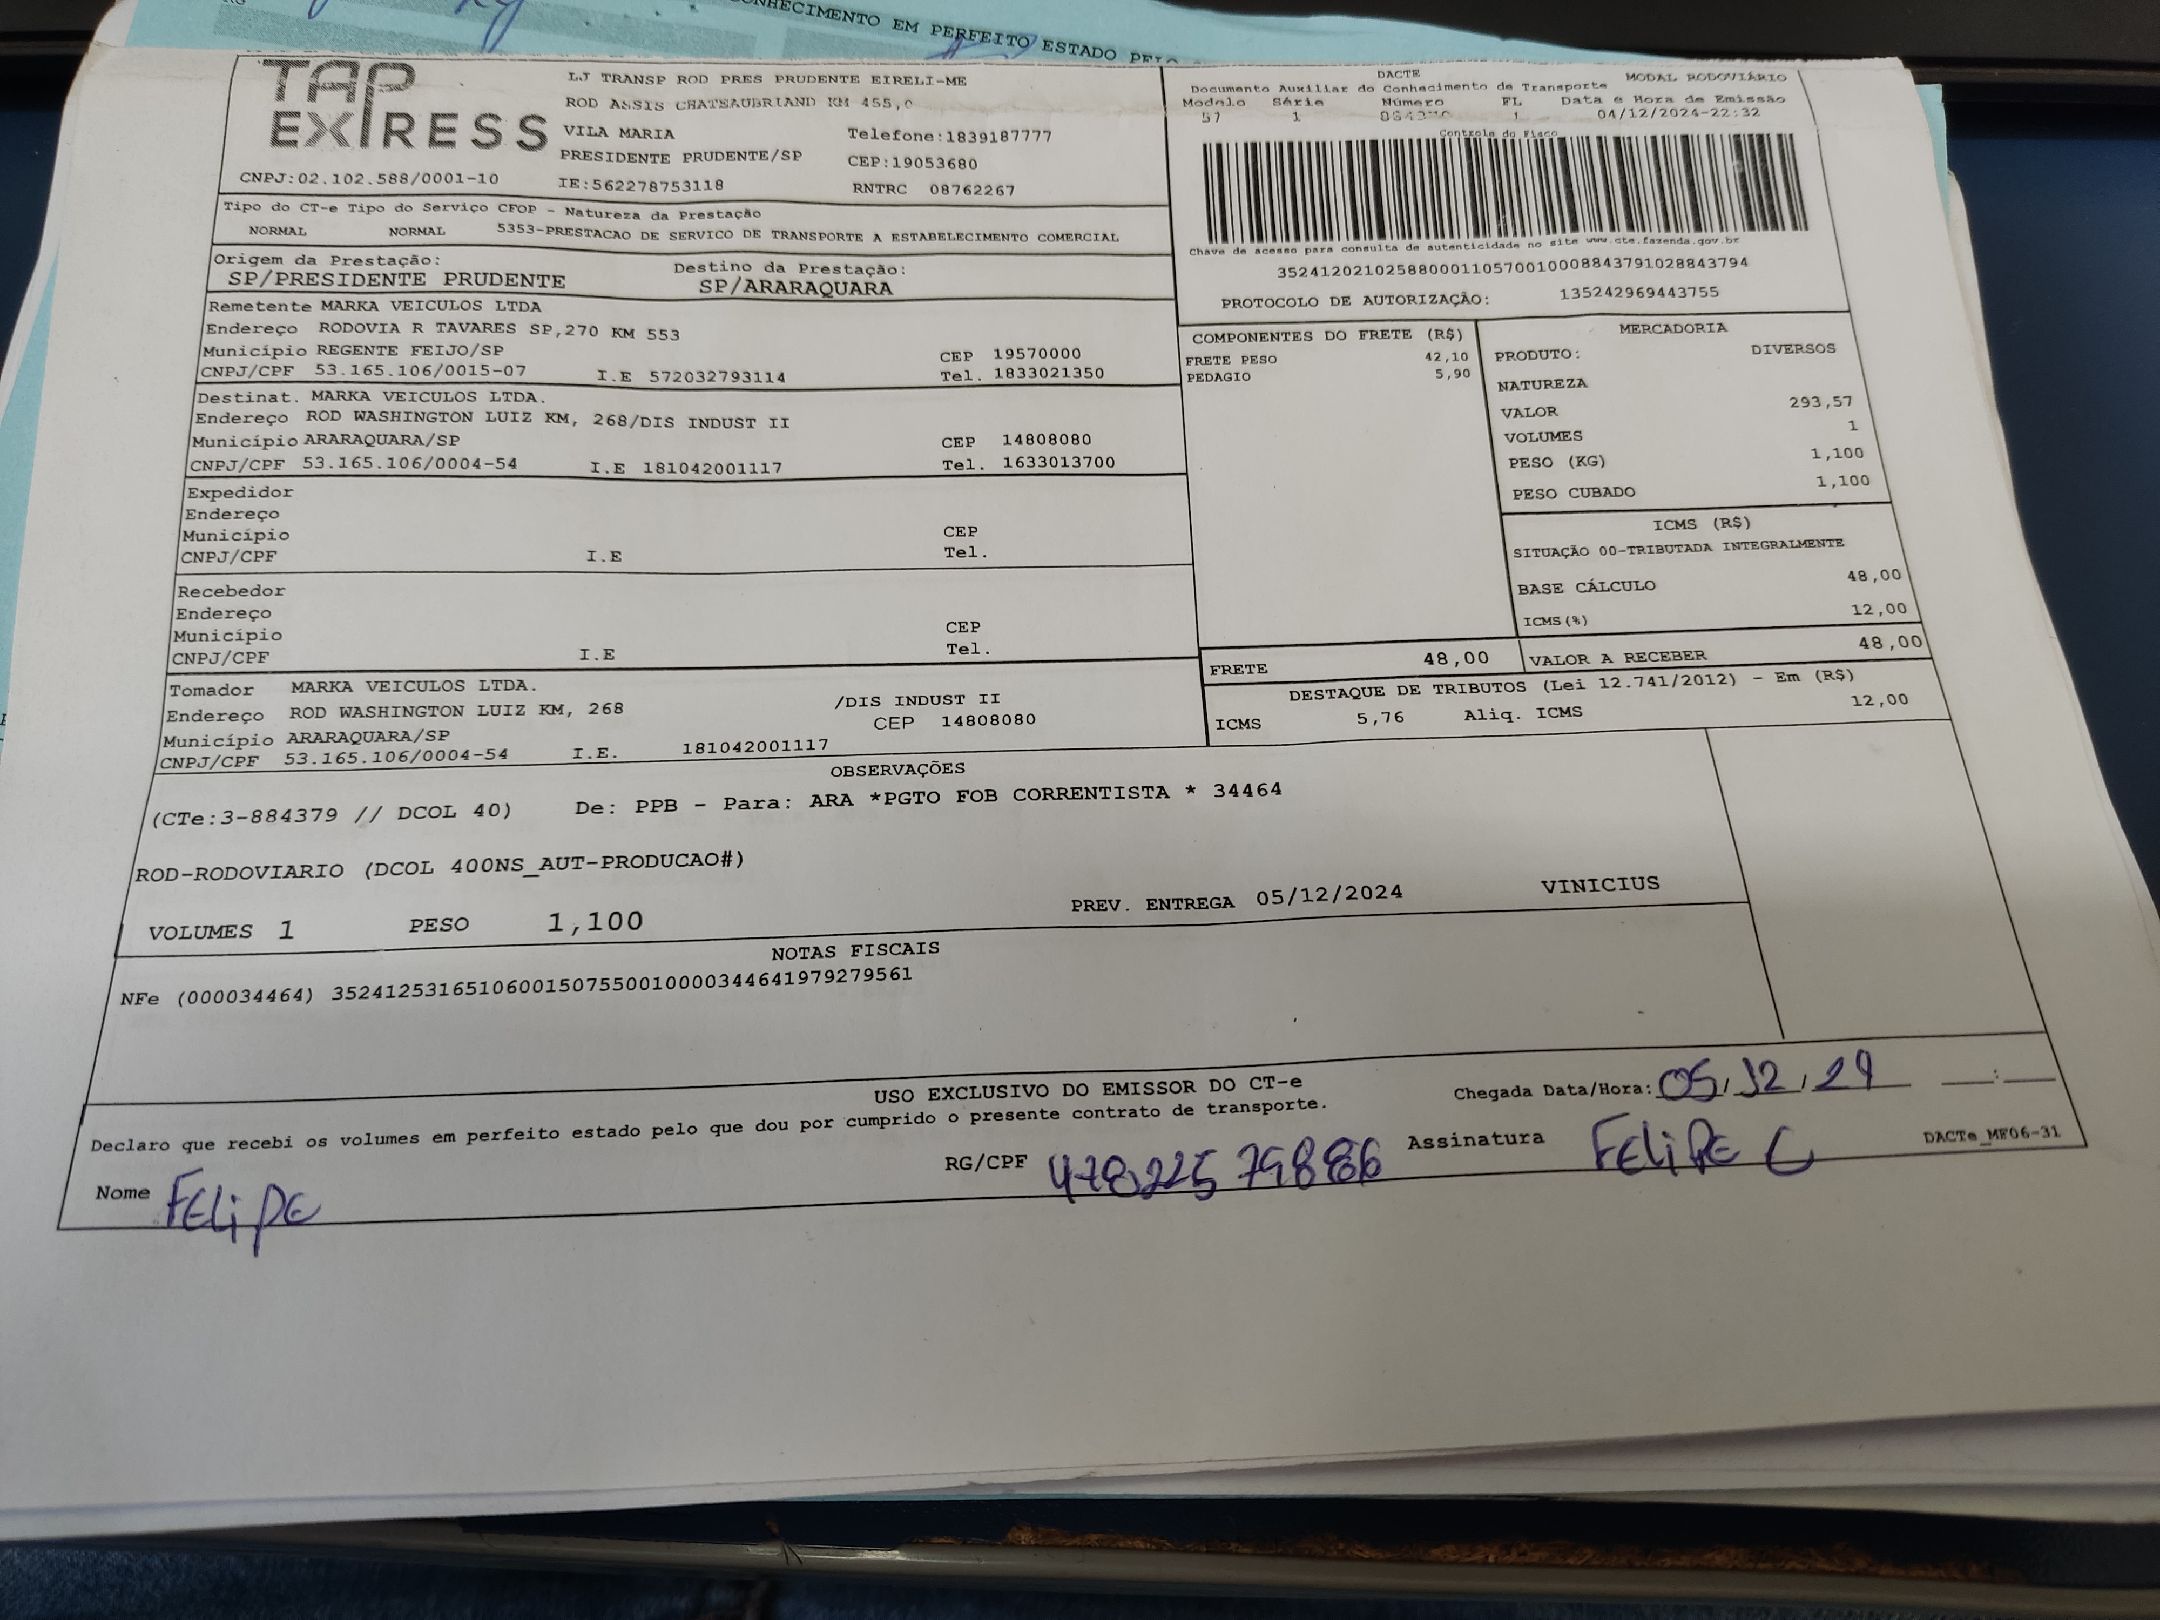 CONHECIMENTO EM PERFEITO ESTADO
TAP EXPRESS
LJ TRANSP ROD PRES PRUDENTE EIRELI-ME
ROD ASSIS CHATEAUBRIAND KM 455,0
VILA MARIA Telefone:1839187777
PRESIDENTE PRUDENTE/SP CEP:19053680
CNPJ:02.102.588/0001-10 IE:562278753118 RNTRC 08762267
DACTE MODAL RODOVIÁRIO
Documento Auxiliar do Conhecimento de Transporte
Modelo Série Número FL Data e Hora de Emissão
57 1 1 04/12/2024-22:32
Controle do Fisco
Chave de acesso para consulta de autenticidade no site www.cte.fazenda.gov.br
35241202102588000110570010008843791028843794
PROTOCOLO DE AUTORIZAÇÃO: 135242969443755
Tipo do CT-e Tipo do Serviço CFOP - Natureza da Prestação
NORMAL NORMAL 5353-PRESTACAO DE SERVICO DE TRANSPORTE A ESTABELECIMENTO COMERCIAL
Origem da Prestação: Destino da Prestação:
SP/PRESIDENTE PRUDENTE SP/ARARAQUARA
Remetente MARKA VEICULOS LTDA
Endereço RODOVIA R TAVARES SP,270 KM 553
Município REGENTE FEIJO/SP CEP 19570000
CNPJ/CPF 53.165.106/0015-07 I.E 572032793114 Tel. 1833021350
Destinat. MARKA VEICULOS LTDA.
Endereço ROD WASHINGTON LUIZ KM, 268/DIS INDUST II
Município ARARAQUARA/SP CEP 14808080
CNPJ/CPF 53.165.106/0004-54 I.E 181042001117 Tel. 1633013700
Expedidor
Endereço
Município CEP
CNPJ/CPF I.E Tel.
Recebedor
Endereço
Município CEP
CNPJ/CPF I.E Tel.
Tomador MARKA VEICULOS LTDA.
Endereço ROD WASHINGTON LUIZ KM, 268 /DIS INDUST II
Município ARARAQUARA/SP CEP 14808080
CNPJ/CPF 53.165.106/0004-54 I.E. 181042001117
COMPONENTES DO FRETE (R$)
FRETE PESO 42,10
PEDAGIO 5,90
MERCADORIA
PRODUTO: DIVERSOS
NATUREZA
VALOR 293,57
VOLUMES 1
PESO (KG) 1,100
PESO CUBADO 1,100
ICMS (R$)
SITUAÇÃO 00-TRIBUTADA INTEGRALMENTE
BASE CÁLCULO 48,00
ICMS(%) 12,00
FRETE 48,00 VALOR A RECEBER 48,00
DESTAQUE DE TRIBUTOS (Lei 12.741/2012) - Em (R$)
ICMS 5,76 Aliq. ICMS 12,00
OBSERVAÇÕES
(CTe:3-884379 // DCOL 40) De: PPB - Para: ARA *PGTO FOB CORRENTISTA * 34464
ROD-RODOVIARIO (DCOL 400NS_AUT-PRODUCAO#)
VOLUMES 1 PESO 1,100 PREV. ENTREGA 05/12/2024 VINICIUS
NOTAS FISCAIS
NFe (000034464) 35241253165106001507550010000344641979279561
USO EXCLUSIVO DO EMISSOR DO CT-e
Chegada Data/Hora: 05/12/24 __:__
Declaro que recebi os volumes em perfeito estado pelo que dou por cumprido o presente contrato de transporte.
Nome FELiPE RG/CPF 47822579886 Assinatura FELiPE C
DACTe_MF06-31